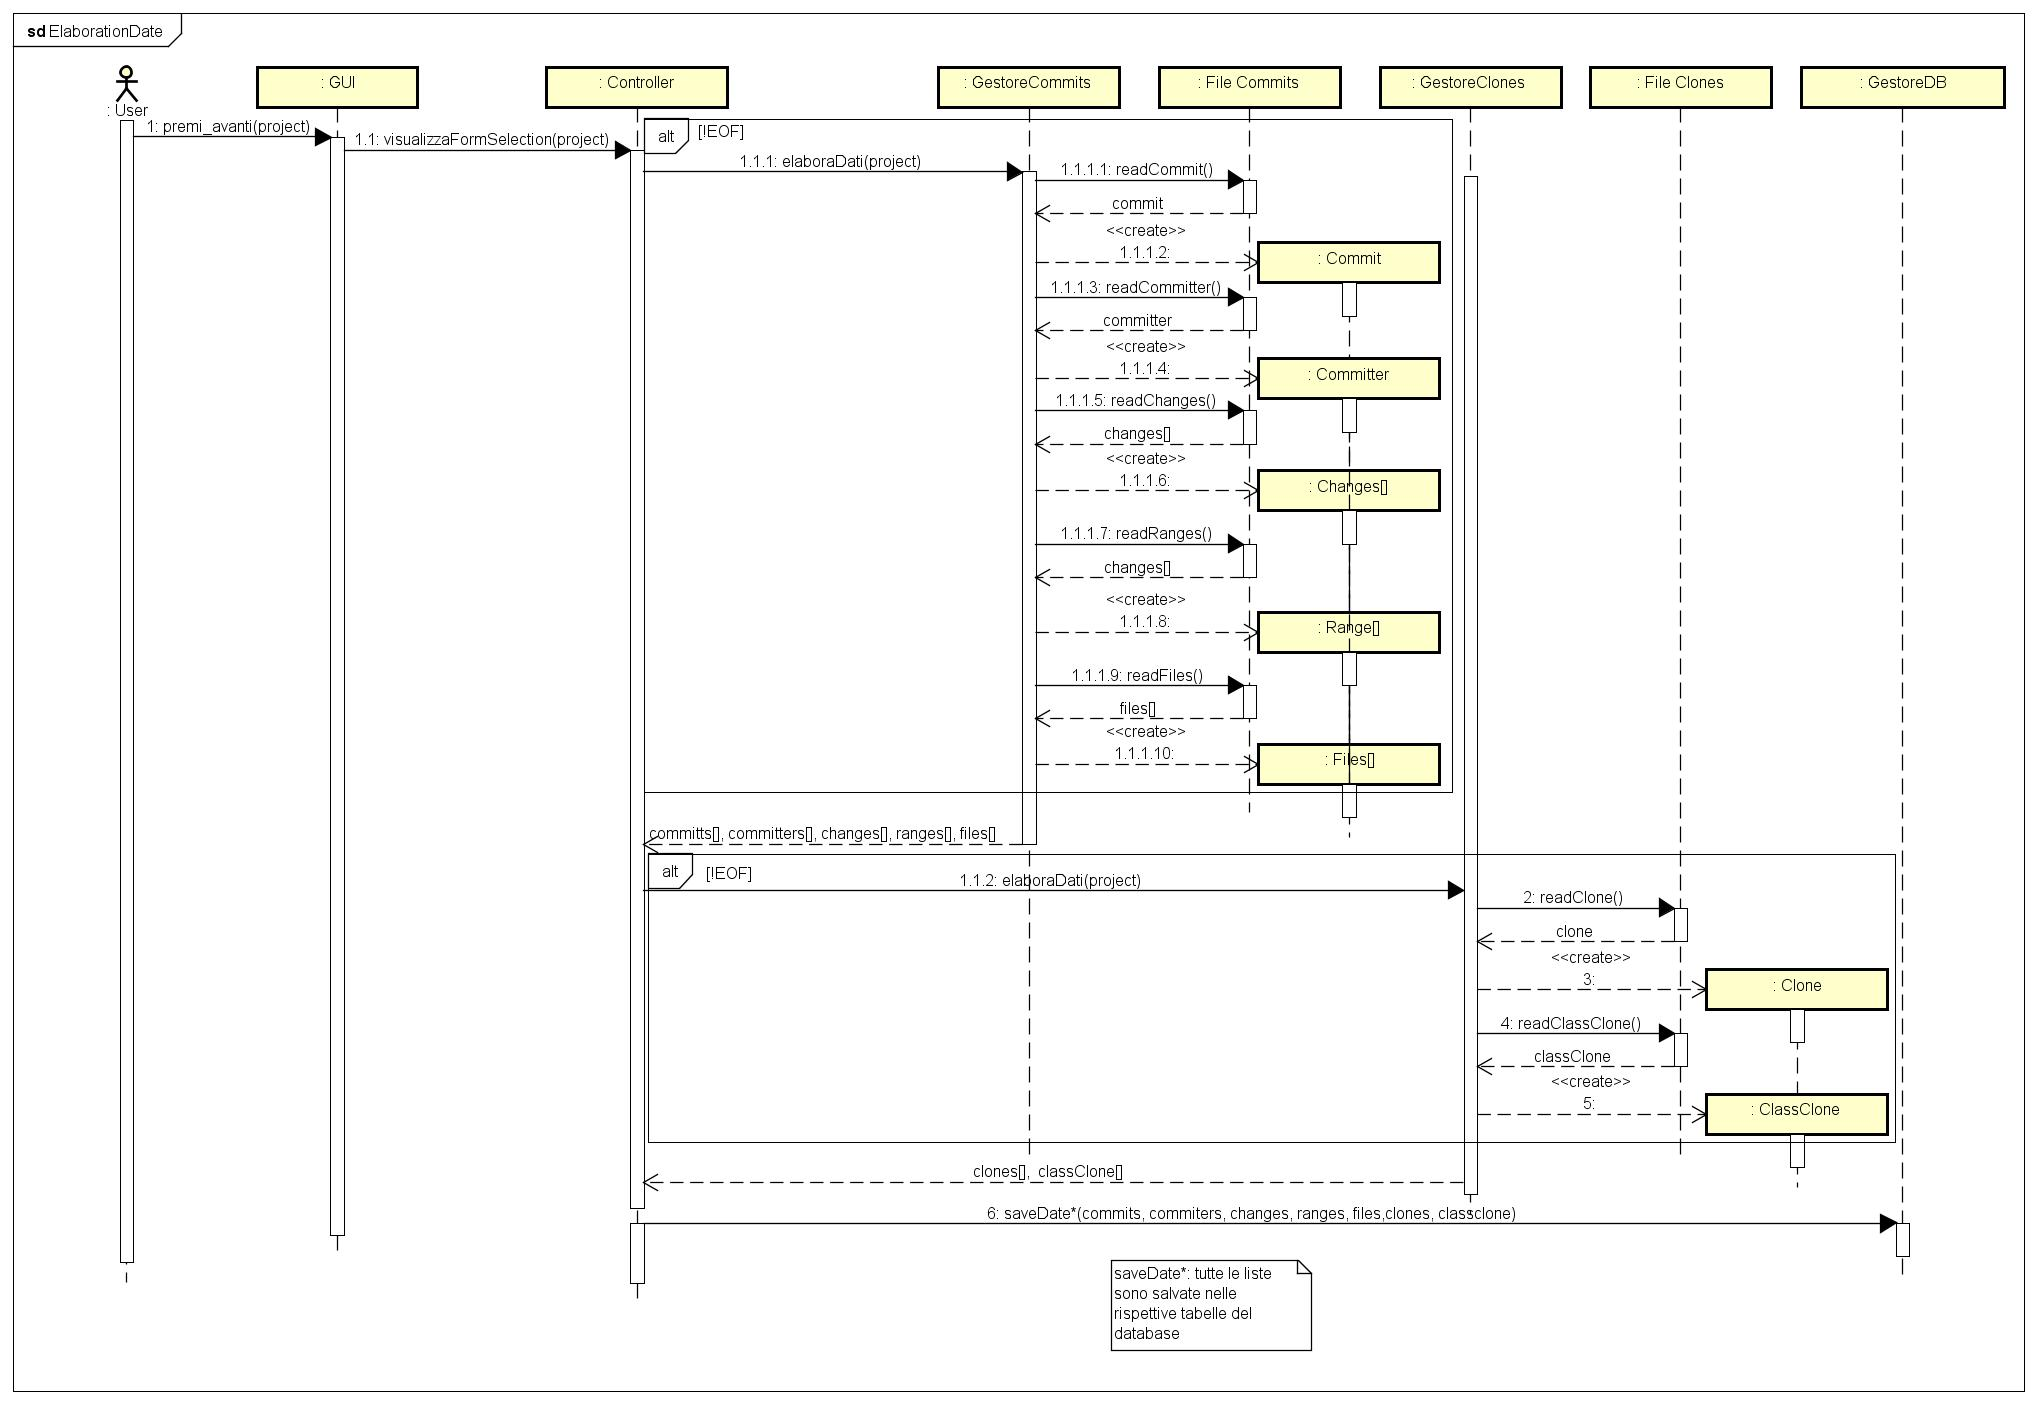 sd ElaborationDate
: User
: GUI
: Controller
: GestoreCommits
: File Commits
: GestoreClones
: File Clones
: GestoreDB
1: premi_avanti(project)
1.1: visualizzaFormSelection(project)
alt
[!EOF]
1.1.1: elaboraDati(project)
1.1.1.1: readCommit()
commit
<<create>>
1.1.1.2:
: Commit
1.1.1.3: readCommitter()
committer
<<create>>
1.1.1.4:
: Committer
1.1.1.5: readChanges()
changes[]
<<create>>
1.1.1.6:
: Changes[]
1.1.1.7: readRanges()
changes[]
<<create>>
1.1.1.8:
: Range[]
1.1.1.9: readFiles()
files[]
<<create>>
1.1.1.10:
: Files[]
committs[], committers[], changes[], ranges[], files[]
alt
[!EOF]
1.1.2: elaboraDati(project)
2: readClone()
clone
<<create>>
3:
: Clone
4: readClassClone()
classClone
<<create>>
5:
: ClassClone
clones[], classClone[]
6: saveDate*(commits, commiters, changes, ranges, files,clones, classclone)
saveDate*: tutte le liste
sono salvate nelle
rispettive tabelle del
database